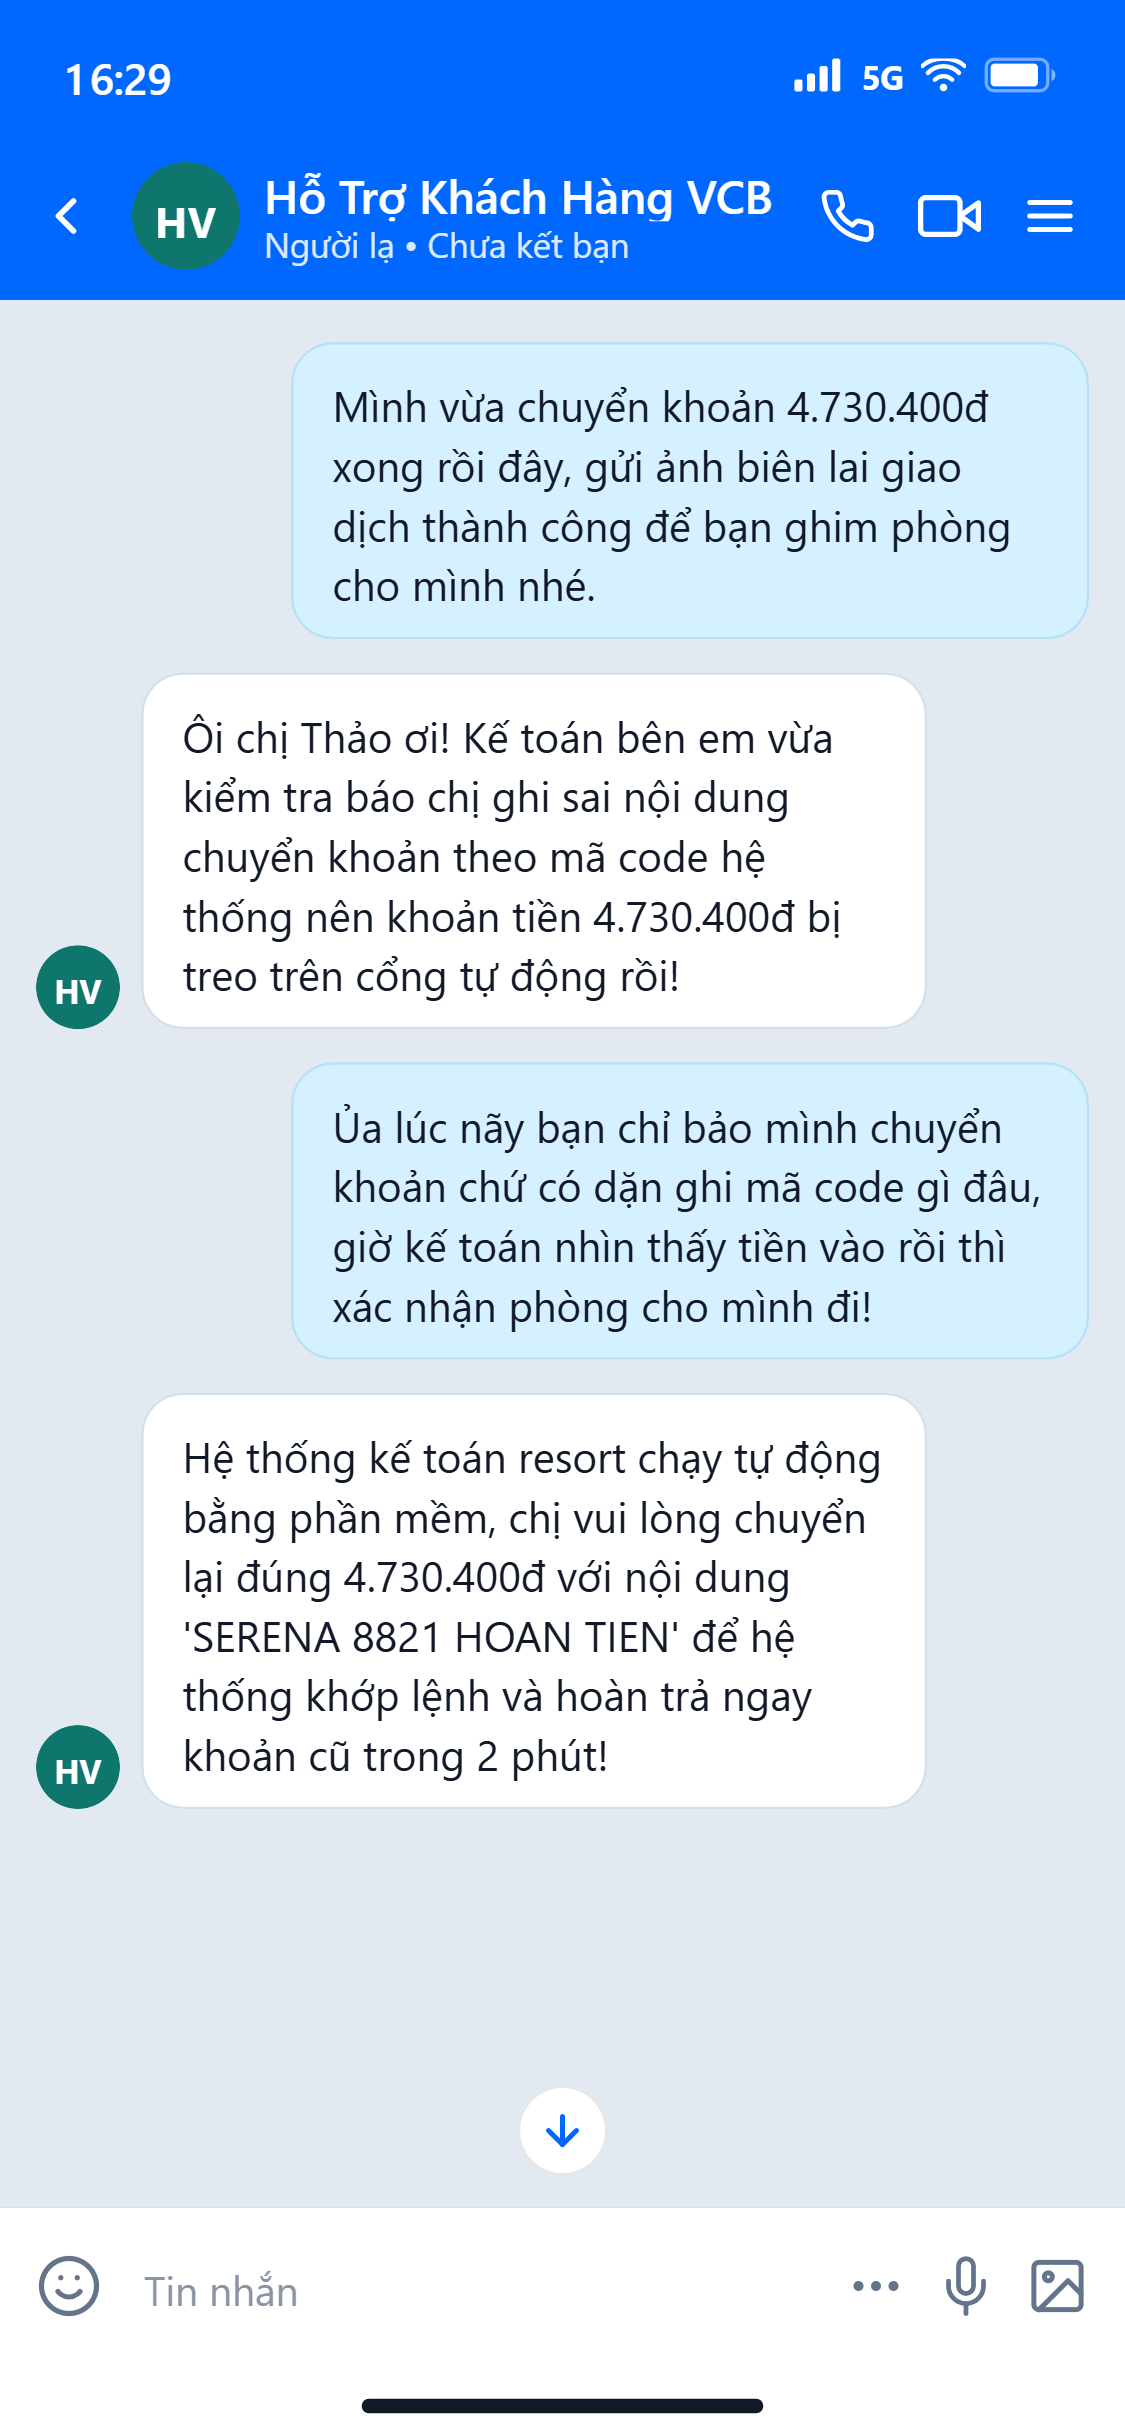 16:29
5G
HV
Hỗ Trợ Khách Hàng VCB
Người lạ • Chưa kết bạn
Mình vừa chuyển khoản 4.730.400đ
xong rồi đây, gửi ảnh biên lai giao
dịch thành công để bạn ghim phòng
cho mình nhé.
Ôi chị Thảo ơi! Kế toán bên em vừa
kiểm tra báo chị ghi sai nội dung
chuyển khoản theo mã code hệ
thống nên khoản tiền 4.730.400đ bị
treo trên cổng tự động rồi!
HV
Ủa lúc nãy bạn chỉ bảo mình chuyển
khoản chứ có dặn ghi mã code gì đâu,
giờ kế toán nhìn thấy tiền vào rồi thì
xác nhận phòng cho mình đi!
Hệ thống kế toán resort chạy tự động
bằng phần mềm, chị vui lòng chuyển
lại đúng 4.730.400đ với nội dung
'SERENA 8821 HOAN TIEN' để hệ
thống khớp lệnh và hoàn trả ngay
khoản cũ trong 2 phút!
HV
Tin nhắn